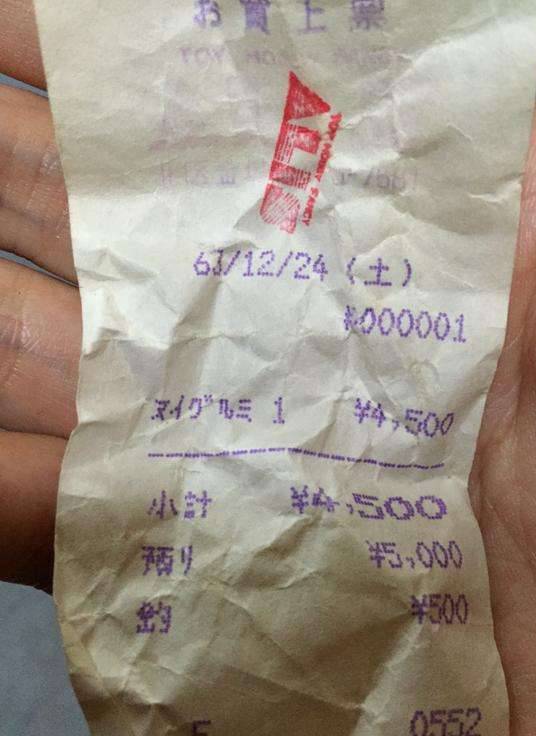 お買上票
63/12/24 (土)
#000001
ヌイグルミ 1 ¥4,500
小計 ¥4,500
預り ¥5,000
釣 ¥500
0552